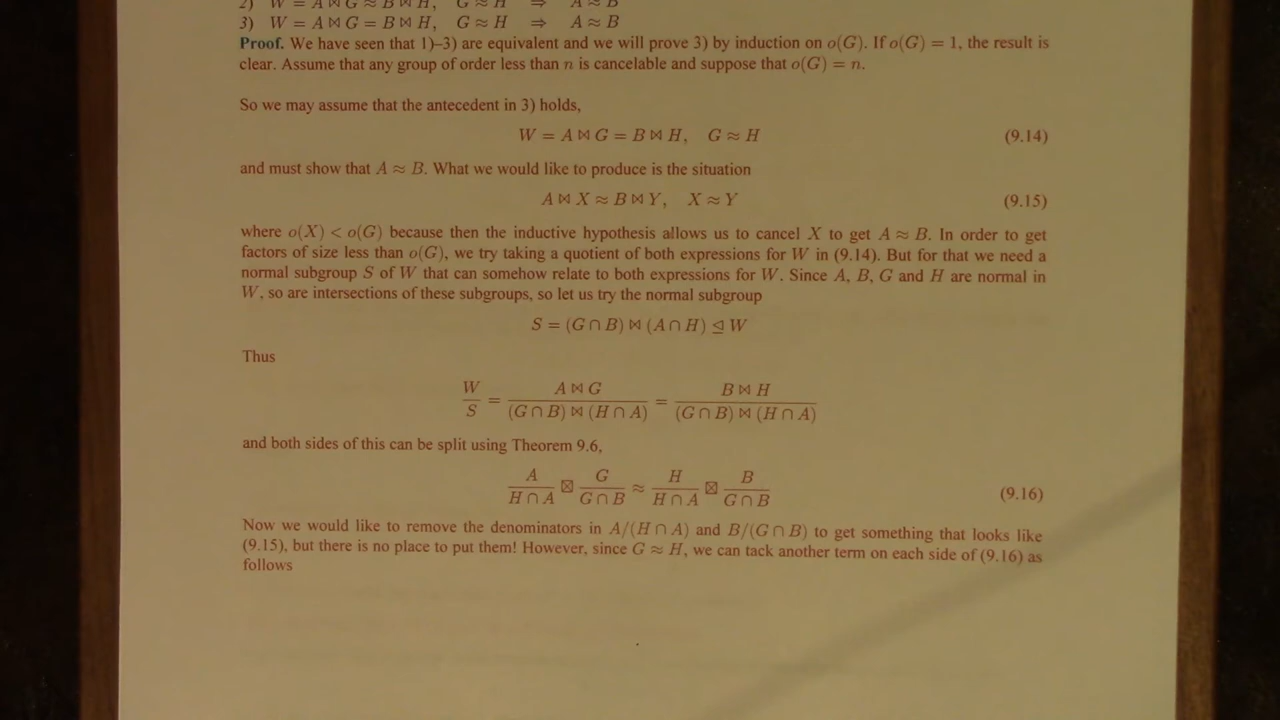 2) W = A ⋈ G ≈ B ⋈ H, G ≈ H ⇒ A ≈ B
3) W = A ⋈ G = B ⋈ H, G ≈ H ⇒ A ≈ B
Proof. We have seen that 1)–3) are equivalent and we will prove 3) by induction on o(G). If o(G) = 1, the result is
clear. Assume that any group of order less than n is cancelable and suppose that o(G) = n.
So we may assume that the antecedent in 3) holds,
W = A ⋈ G = B ⋈ H, G ≈ H (9.14)
and must show that A ≈ B. What we would like to produce is the situation
A ⋈ X ≈ B ⋈ Y, X ≈ Y (9.15)
where o(X) < o(G) because then the inductive hypothesis allows us to cancel X to get A ≈ B. In order to get
factors of size less than o(G), we try taking a quotient of both expressions for W in (9.14). But for that we need a
normal subgroup S of W that can somehow relate to both expressions for W. Since A, B, G and H are normal in
W, so are intersections of these subgroups, so let us try the normal subgroup
S = (G ∩ B) ⋈ (A ∩ H) ⊴ W
Thus
W/S = (A ⋈ G)/((G ∩ B) ⋈ (H ∩ A)) = (B ⋈ H)/((G ∩ B) ⋈ (H ∩ A))
and both sides of this can be split using Theorem 9.6,
A/(H ∩ A) ⊠ G/(G ∩ B) ≈ H/(H ∩ A) ⊠ B/(G ∩ B) (9.16)
Now we would like to remove the denominators in A/(H ∩ A) and B/(G ∩ B) to get something that looks like
(9.15), but there is no place to put them! However, since G ≈ H, we can tack another term on each side of (9.16) as
follows